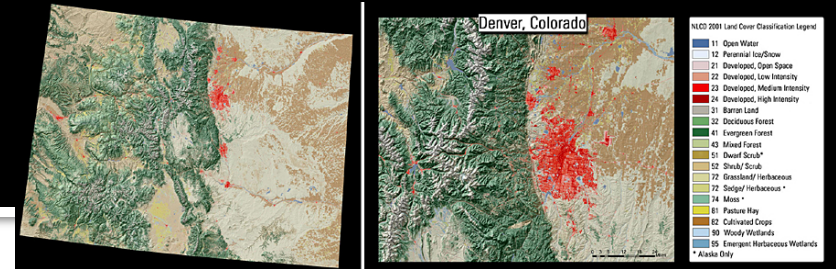 Denver, Colorado
NLCD 2001 Land Cover Classification Legend
11 Open Water
12 Perennial Ice/Snow
21 Developed, Open Space
22 Developed, Low Intensity
23 Developed, Medium Intensity
24 Developed, High Intensity
31 Barren Land
32 Deciduous Forest
41 Evergreen Forest
43 Mixed Forest
51 Dwarf Scrub*
52 Shrub/ Scrub
72 Grassland/ Herbaceous
72 Sedge/ Herbaceous *
74 Moss *
81 Pasture Hay
82 Cultivated Crops
90 Woody Wetlands
95 Emergent Herbaceous Wetlands
* Alaska Only